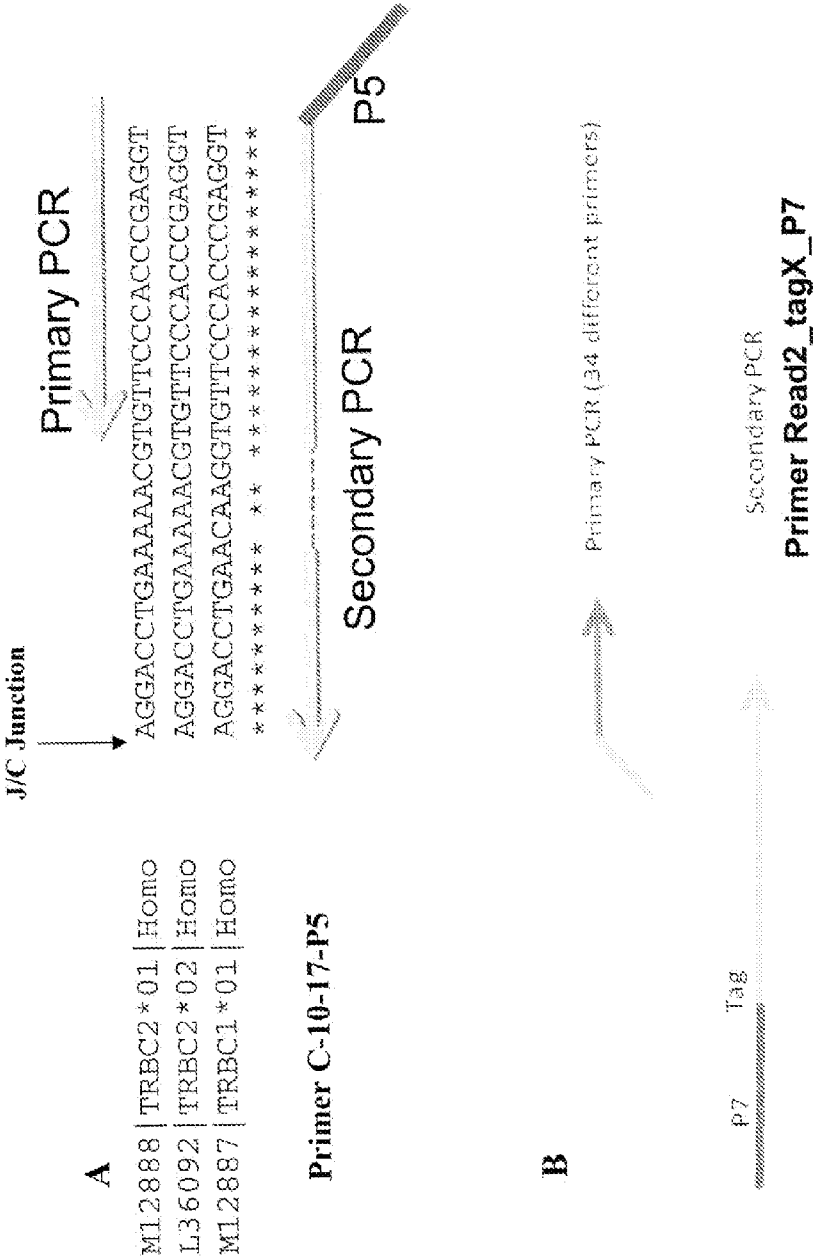 J/C Junction
A
Primary PCR
M12888|TRBC2*01|Homo AGGACCTGAAAAACGTGTTCCCACCCGAGGT
L36092|TRBC2*02|Homo AGGACCTGAAAAACGTGTTCCCACCCGAGGT
M12887|TRBC1*01|Homo AGGACCTGAACAAGGTGTTCCCACCCGAGGT
********** ** *****************
Primer C-10-17-P5
Secondary PCR
P5
B
Primary PCR (34 different primers)
P7 Tag
Secondary PCR
Primer Read2_tagX_P7